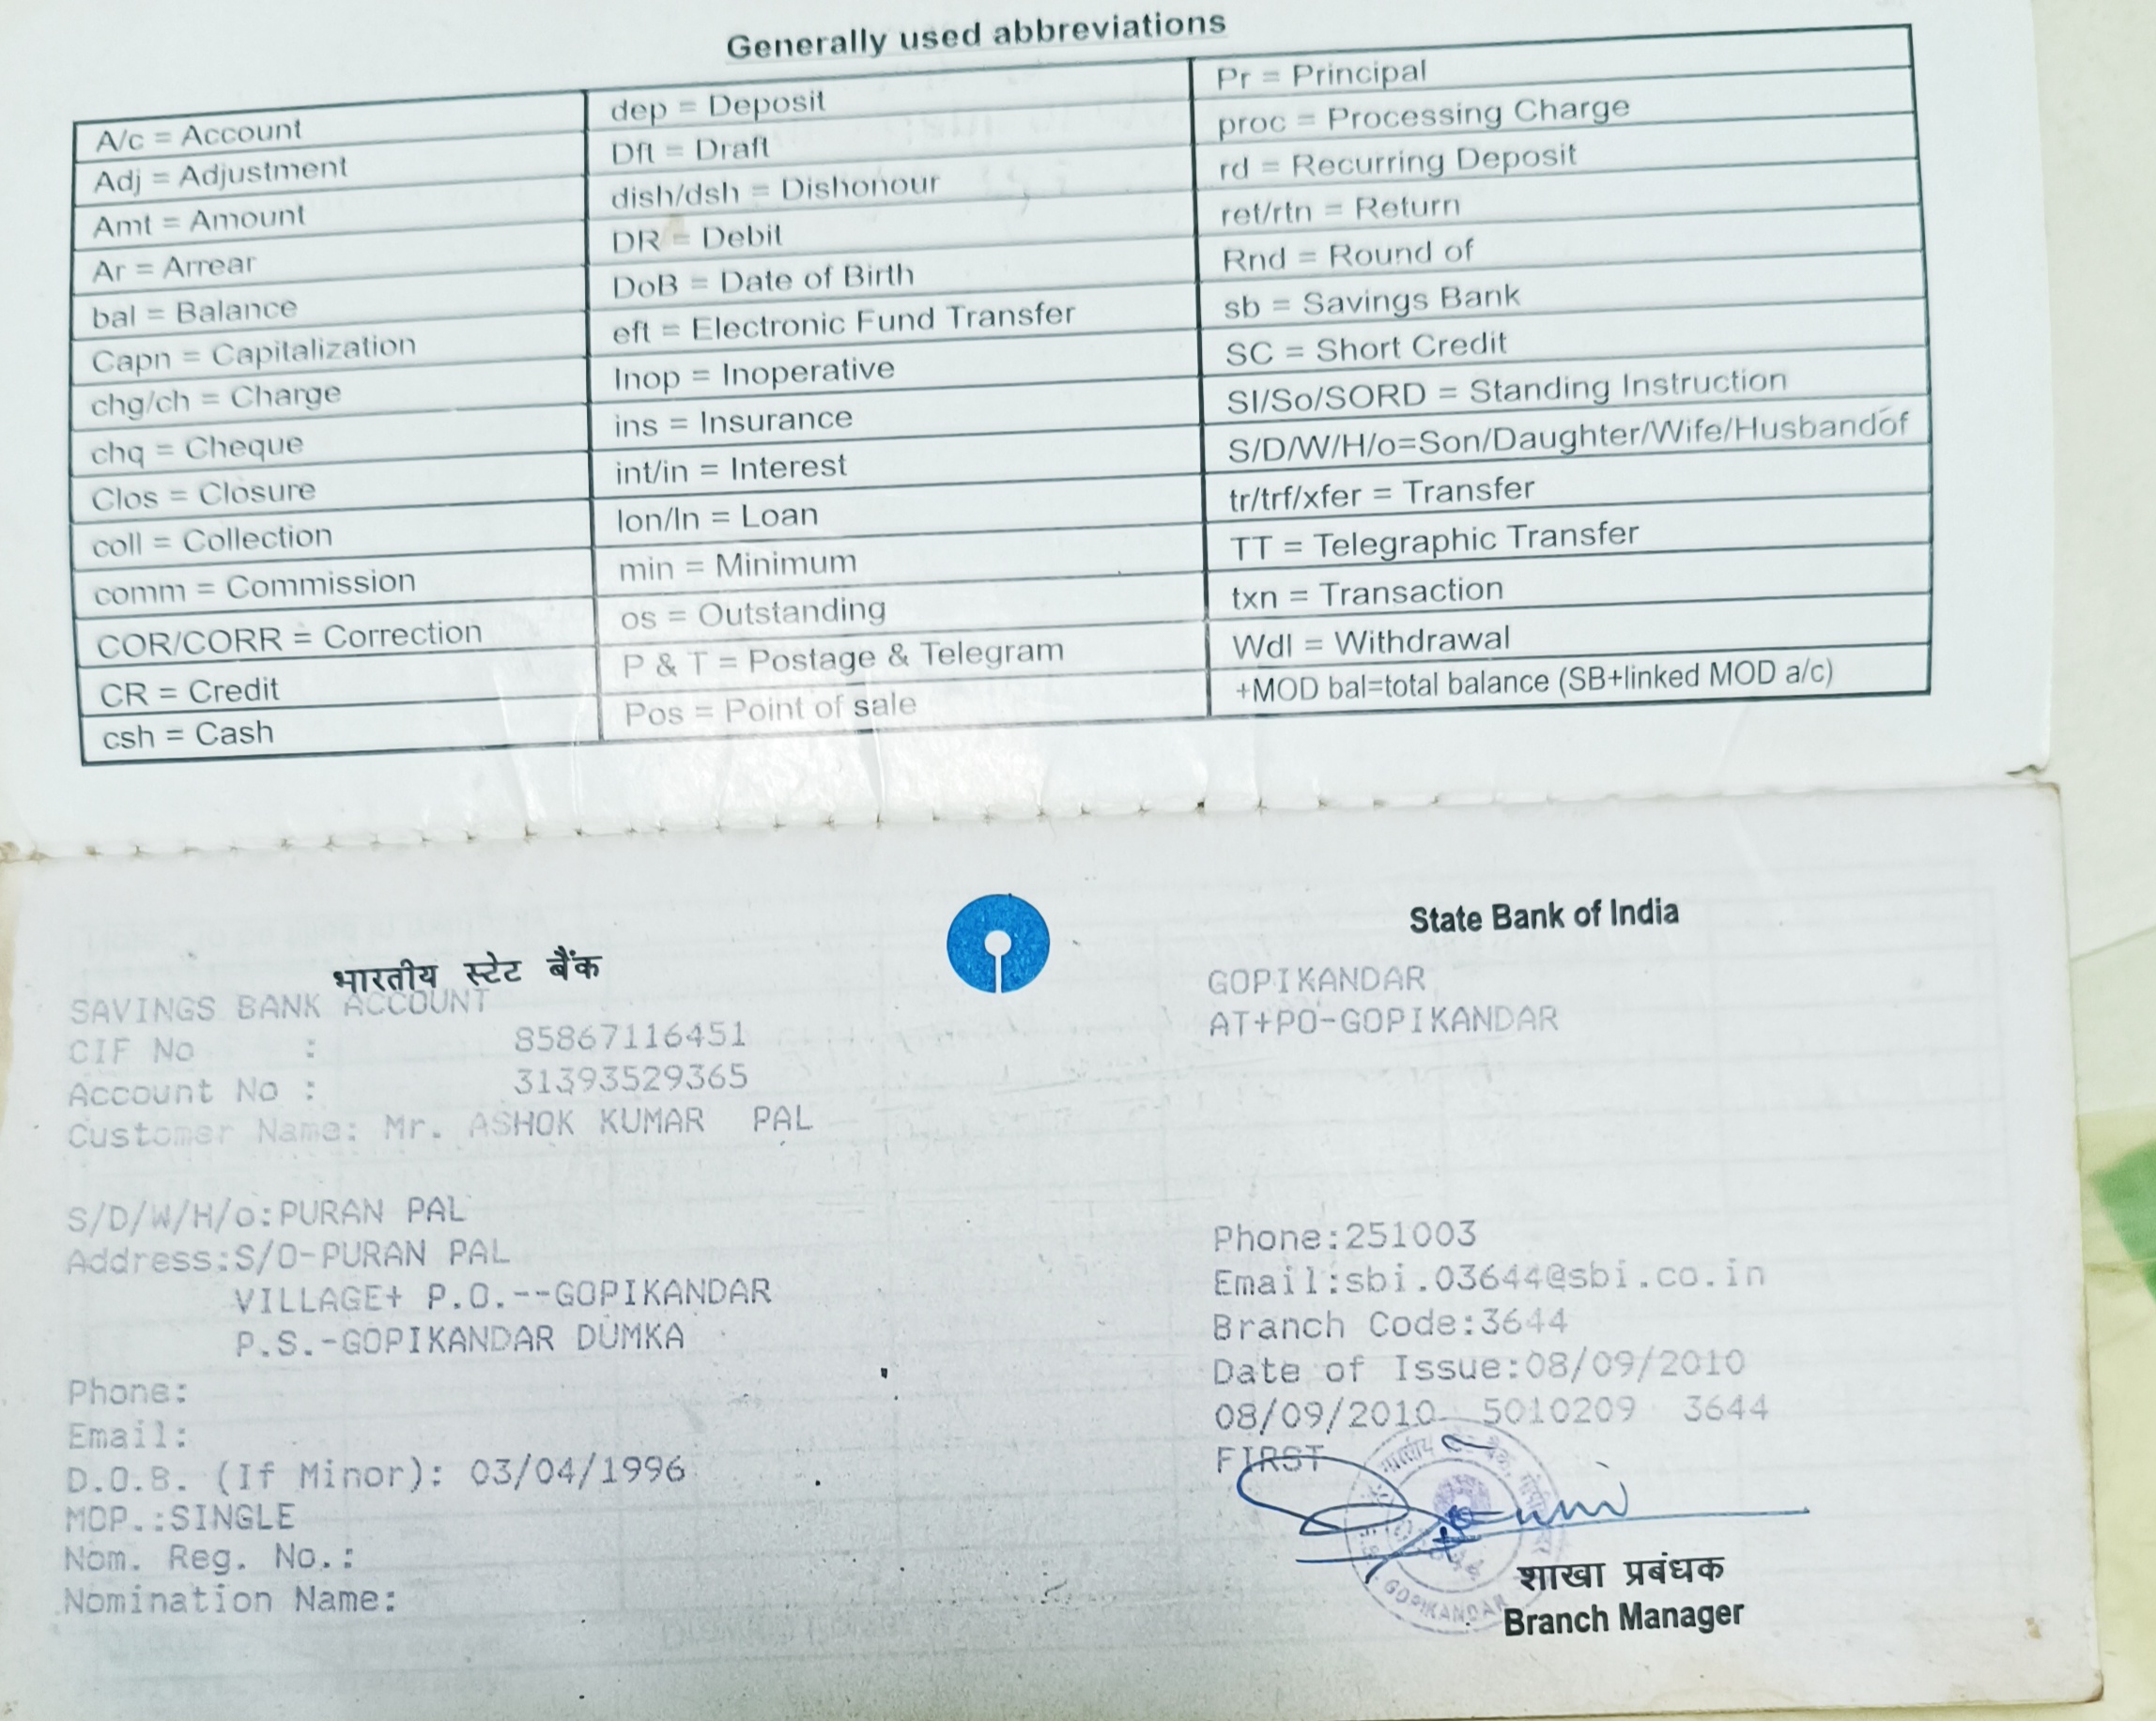 Generally used abbreviations
A/c = Account
Adj = Adjustment
Amt = Amount
Ar = Arrear
bal = Balance
Capn = Capitalization
chg/ch = Charge
chq = Cheque
Clos = Closure
coll = Collection
comm = Commission
COR/CORR = Correction
CR = Credit
csh = Cash
dep = Deposit
Dft = Draft
dish/dsh = Dishonour
DR = Debit
DoB = Date of Birth
eft = Electronic Fund Transfer
Inop = Inoperative
ins = Insurance
int/in = Interest
lon/ln = Loan
min = Minimum
os = Outstanding
P & T = Postage & Telegram
Pos = Point of sale
Pr = Principal
proc = Processing Charge
rd = Recurring Deposit
ret/rtn = Return
Rnd = Round of
sb = Savings Bank
SC = Short Credit
SI/So/SORD = Standing Instruction
S/D/W/H/o=Son/Daughter/Wife/Husbandof
tr/trf/xfer = Transfer
TT = Telegraphic Transfer
txn = Transaction
Wdl = Withdrawal
+MOD bal=total balance (SB+linked MOD a/c)
भारतीय स्टेट बैंक
State Bank of India
SAVINGS BANK ACCOUNT
CIF No : 85867116451
Account No : 31393529365
Customer Name: Mr. ASHOK KUMAR PAL
S/D/W/H/o:PURAN PAL
Address:S/O-PURAN PAL
VILLAGE+ P.O.--GOPIKANDAR
P.S.-GOPIKANDAR DUMKA
Phone:
Email:
D.O.B. (If Minor): 03/04/1996
MOP.:SINGLE
Nom. Reg. No.:
Nomination Name:
GOPIKANDAR
AT+PO-GOPIKANDAR
Phone:251003
Email:sbi.03644@sbi.co.in
Branch Code:3644
Date of Issue:08/09/2010
08/09/2010 5010209 3644
FIRST
GOPIKANDAR
शाखा प्रबंधक
Branch Manager